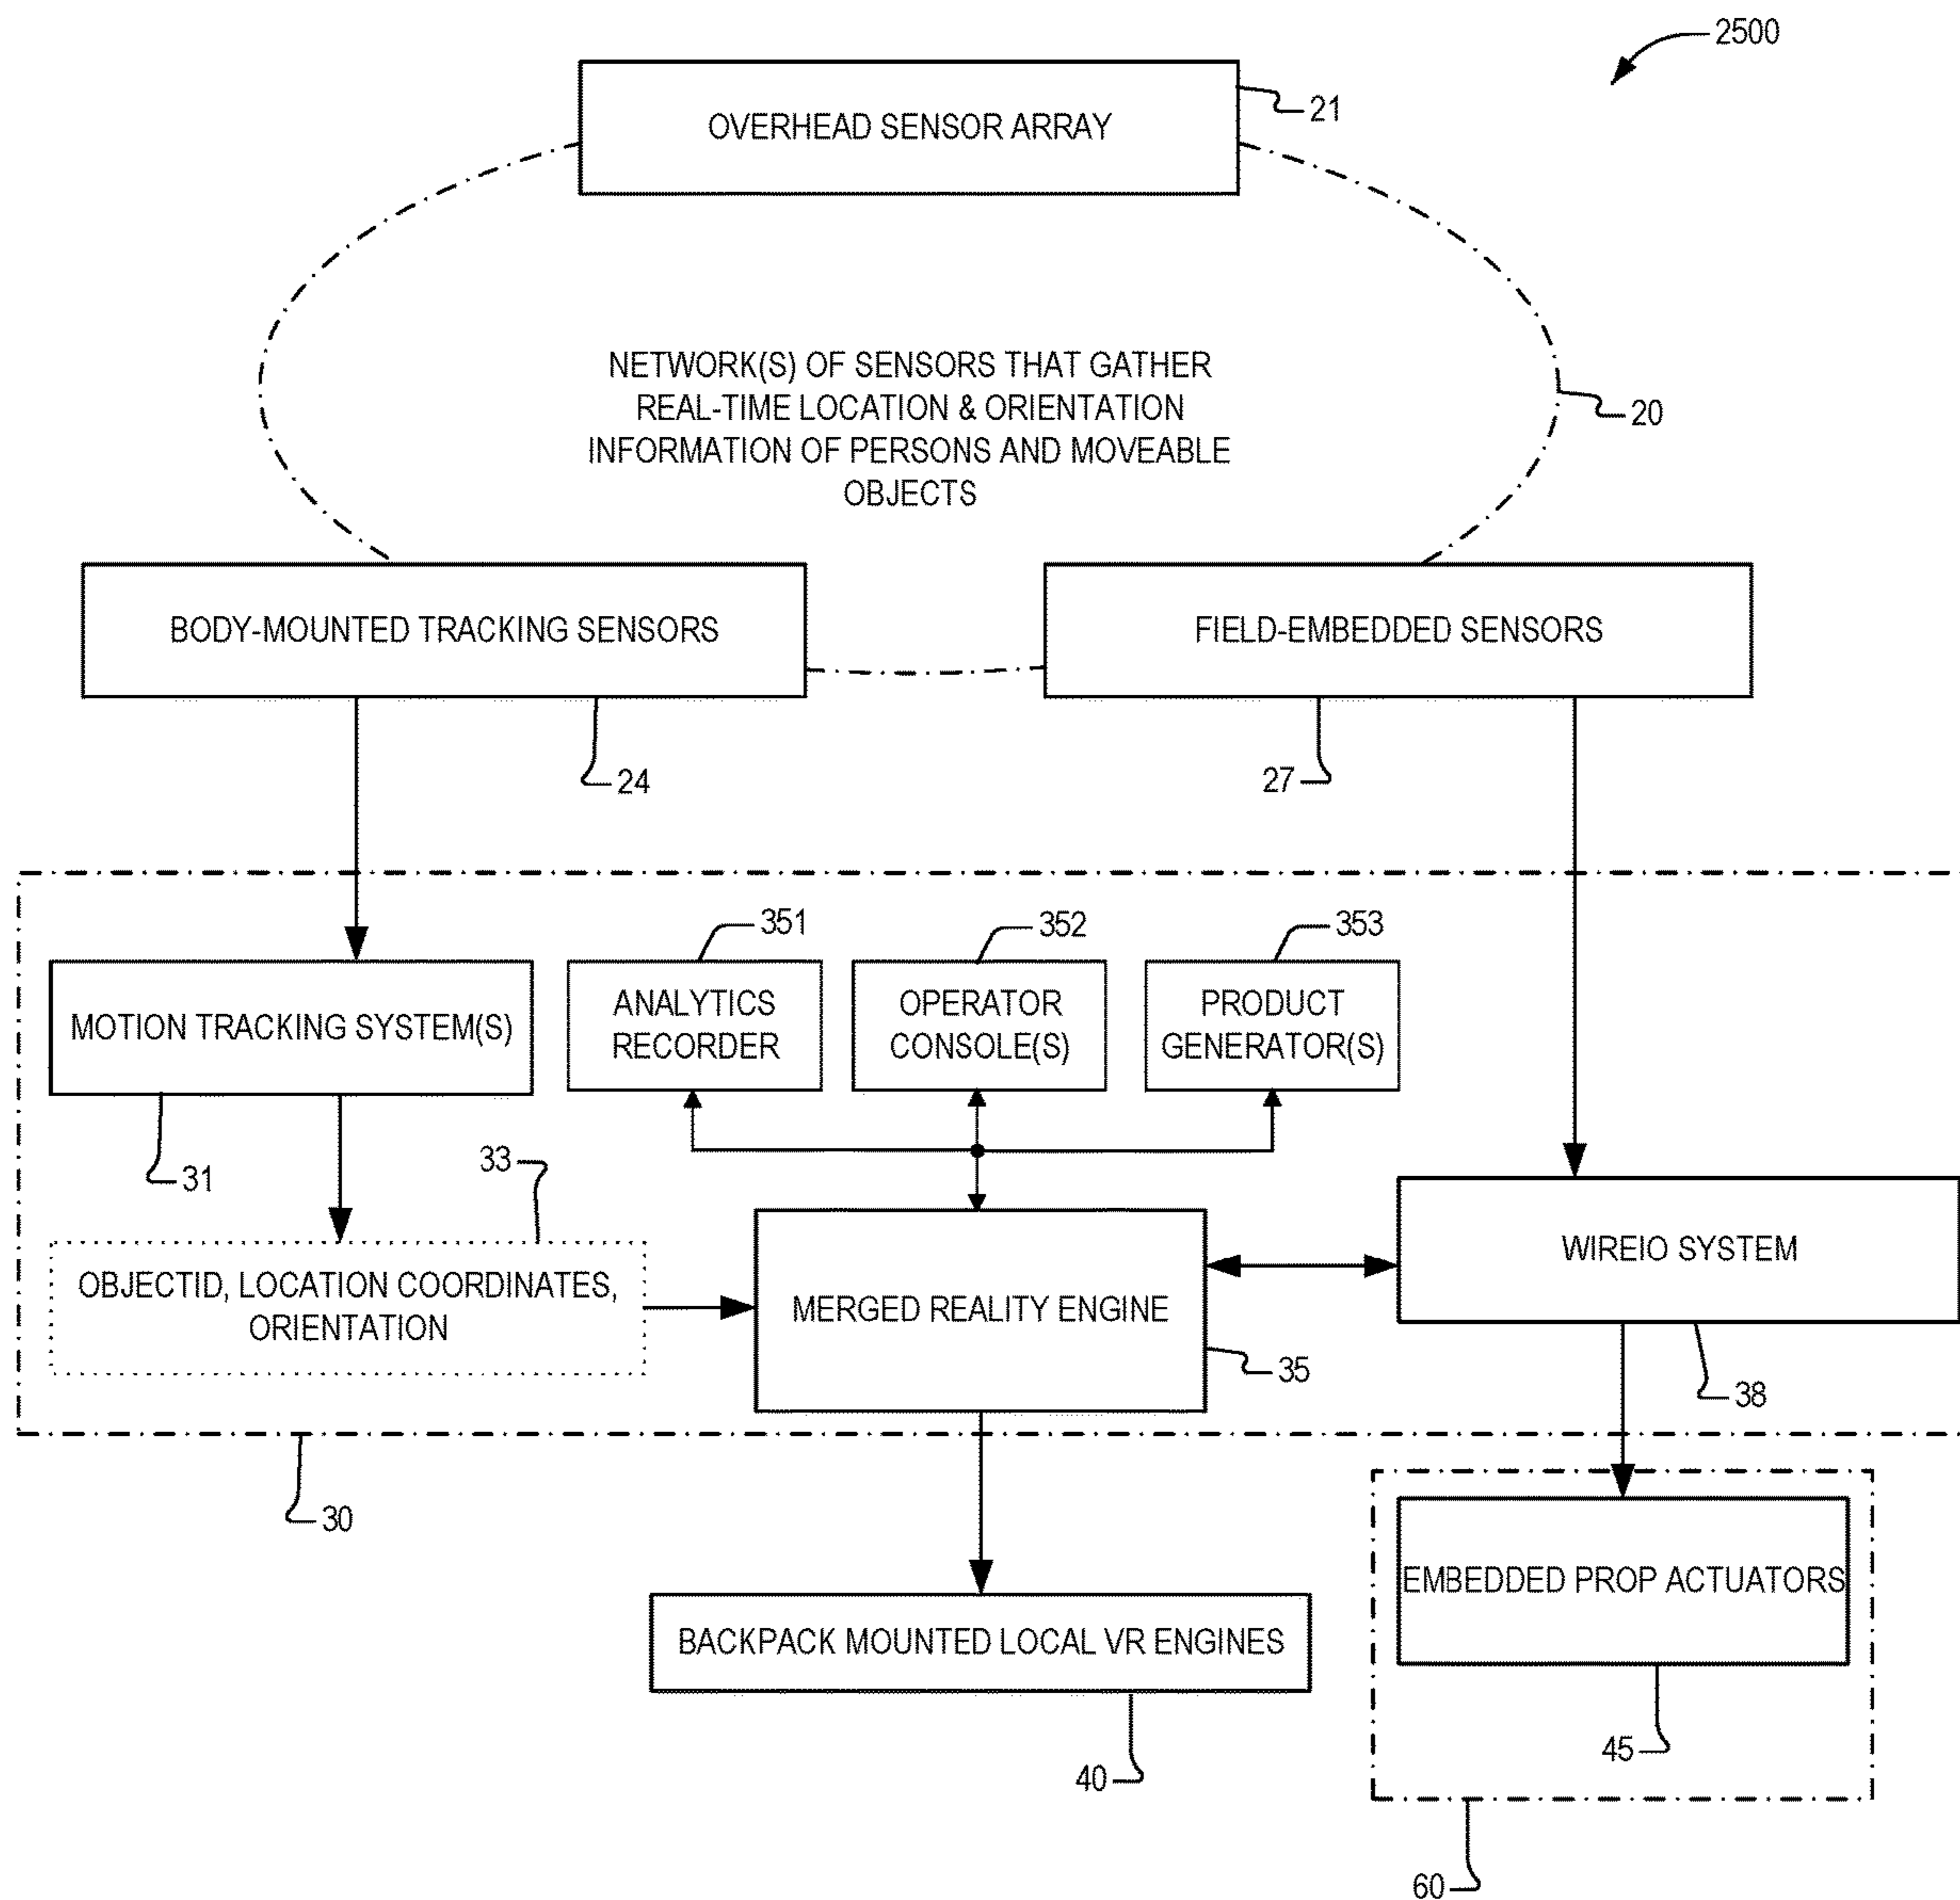 2500
OVERHEAD SENSOR ARRAY
21
NETWORK(S) OF SENSORS THAT GATHER
REAL-TIME LOCATION & ORIENTATION
INFORMATION OF PERSONS AND MOVEABLE
OBJECTS
20
BODY-MOUNTED TRACKING SENSORS
FIELD-EMBEDDED SENSORS
24
27
351
352
353
MOTION TRACKING SYSTEM(S)
ANALYTICS
RECORDER
OPERATOR
CONSOLE(S)
PRODUCT
GENERATOR(S)
31
33
OBJECTID, LOCATION COORDINATES,
ORIENTATION
MERGED REALITY ENGINE
WIREIO SYSTEM
35
38
30
EMBEDDED PROP ACTUATORS
BACKPACK MOUNTED LOCAL VR ENGINES
45
40
60